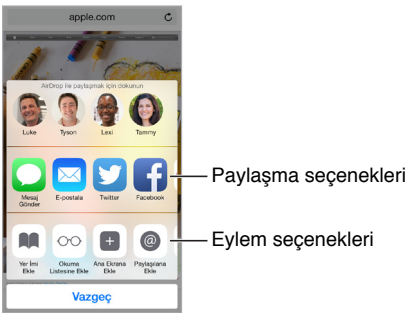 apple.com
AirDrop ile paylaşmak için dokunun
Luke Tyson Lexi Tammy
Mesaj Gönder E-postala Twitter Facebook
Paylaşma seçenekleri
Yer İmi Ekle Okuma Listesine Ekle Ana Ekrana Ekle Paylaşılana Ekle
Eylem seçenekleri
Vazgeç